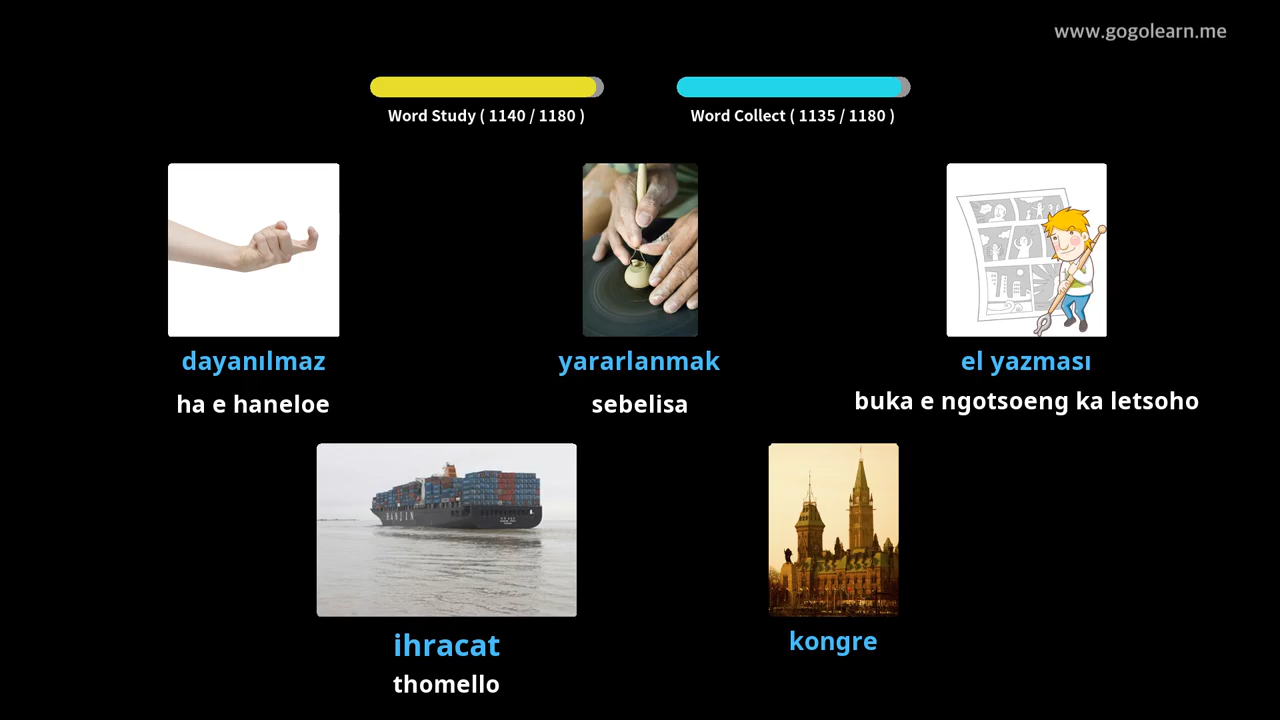 www.gogolearn.me
Word Study ( 1140 / 1180 )
Word Collect ( 1135 / 1180 )
dayanılmaz
ha e haneloe
yararlanmak
sebelisa
el yazması
buka e ngotsoeng ka letsoho
HANJIN
ihracat
thomello
kongre